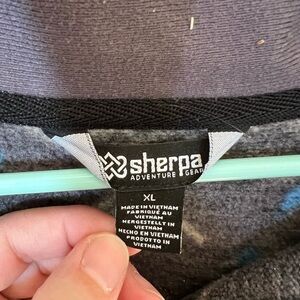 sherpa
ADVENTURE GEAR
XL
MADE IN VIETNAM
FABRIQUÉ AU
VIETNAM
HERGESTELLT IN
VIETNAM
HECHO EN VIETNAM
PRODOTTO IN
VIETNAM